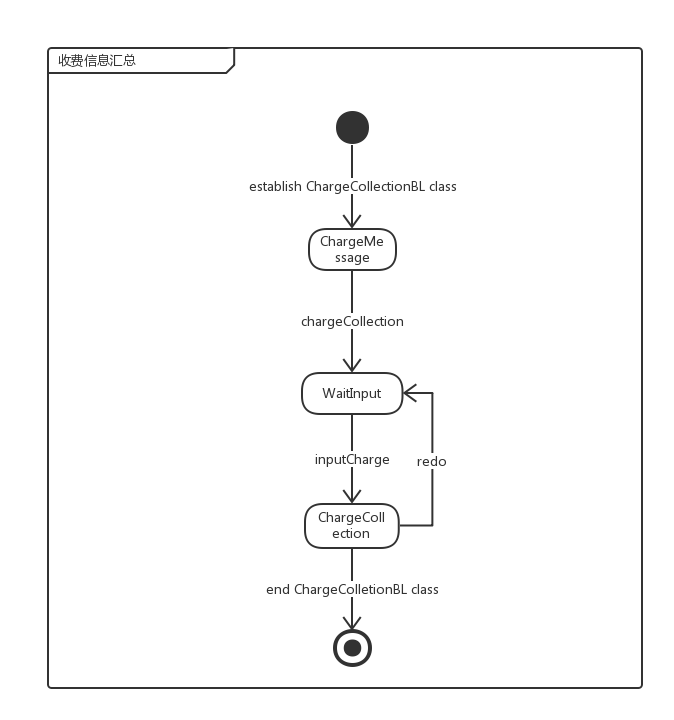 收费信息汇总
establish ChargeCollectionBL class
ChargeMe
ssage
chargeCollection
WaitInput
inputCharge
redo
ChargeColl
ection
end ChargeColletionBL class